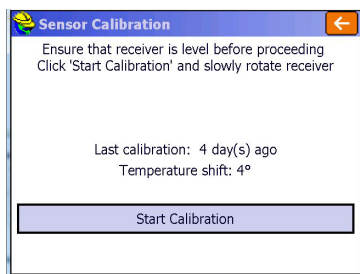 Sensor Calibration
Ensure that receiver is level before proceeding
Click 'Start Calibration' and slowly rotate receiver
Last calibration: 4 day(s) ago
Temperature shift: 4°
Start Calibration